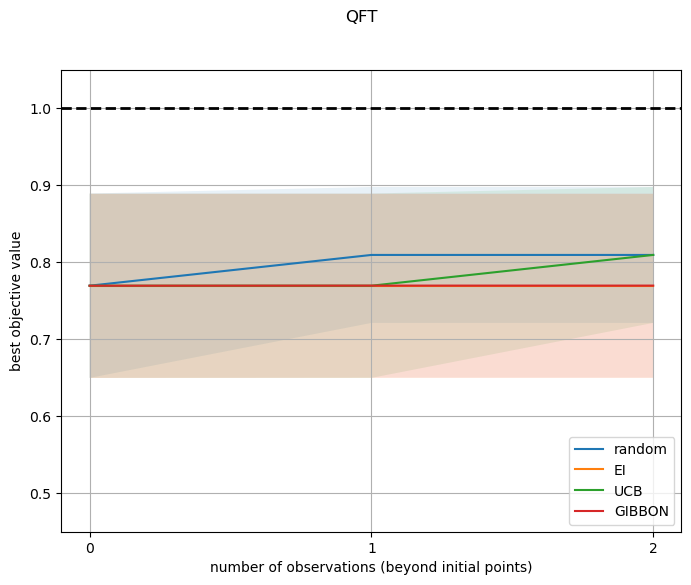 QFT
best objective value
1.0
0.9
0.8
0.7
0.6
0.5
random
EI
UCB
GIBBON
0
1
2
number of observations (beyond initial points)